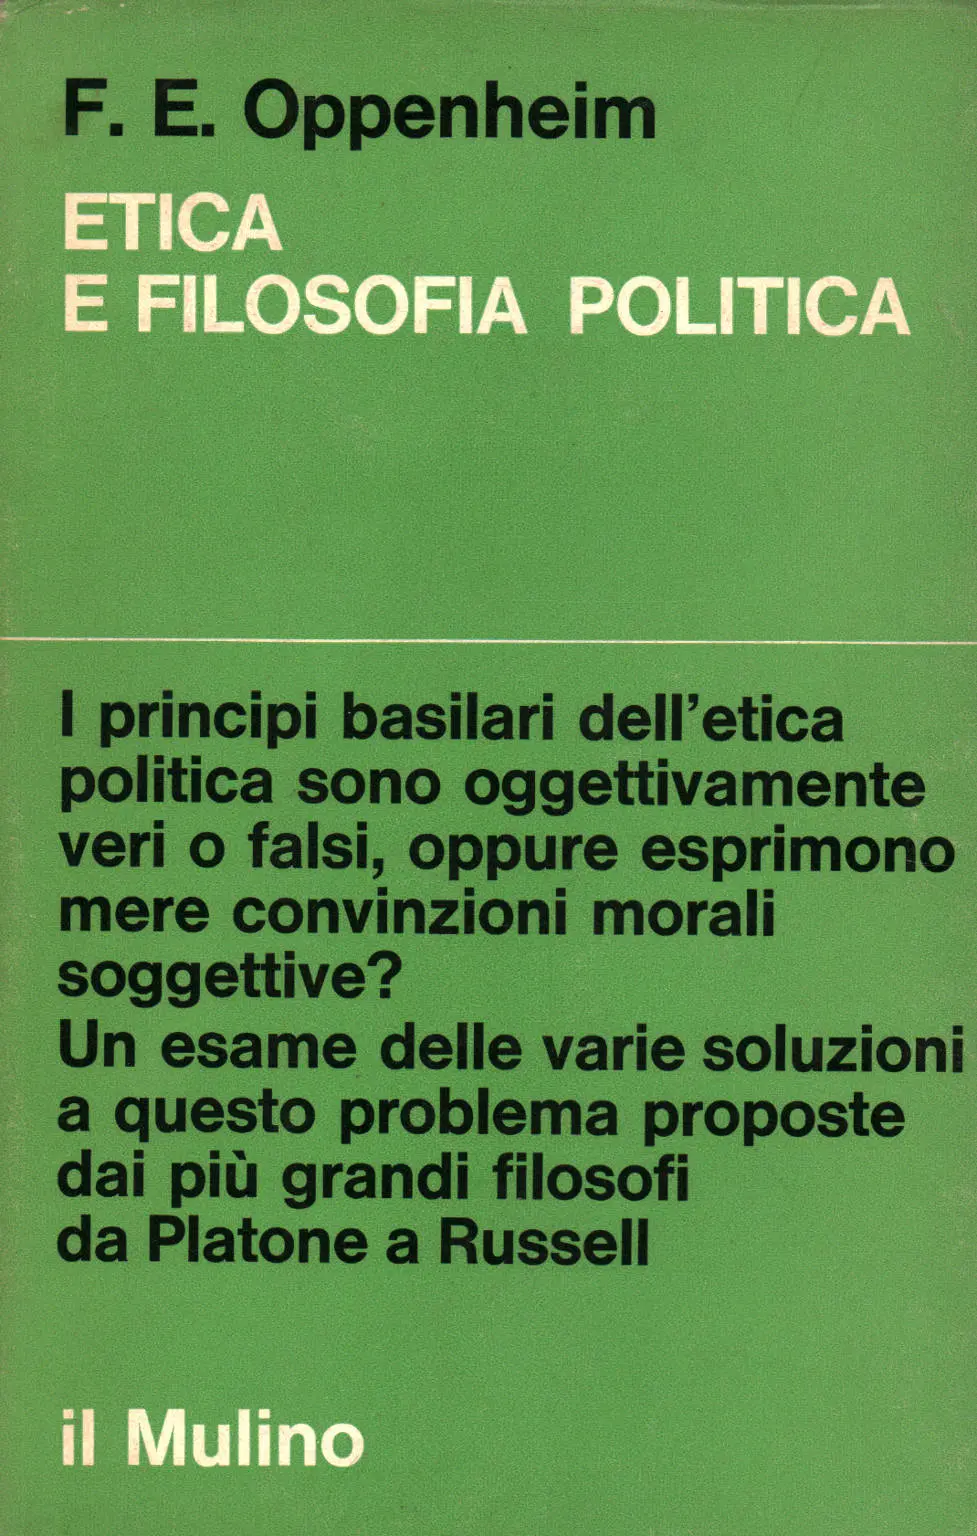 F. E. Oppenheim
ETICA
E FILOSOFIA POLITICA
I principi basilari dell'etica
politica sono oggettivamente
veri o falsi, oppure esprimono
mere convinzioni morali
soggettive?
Un esame delle varie soluzioni
a questo problema proposte
dai più grandi filosofi
da Platone a Russell
il Mulino